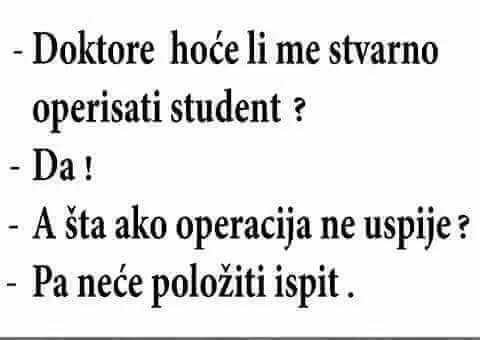 - Doktore hoće li me stvarno
operisati student ?
- Da !
- A šta ako operacija ne uspije ?
- Pa neće položiti ispit .